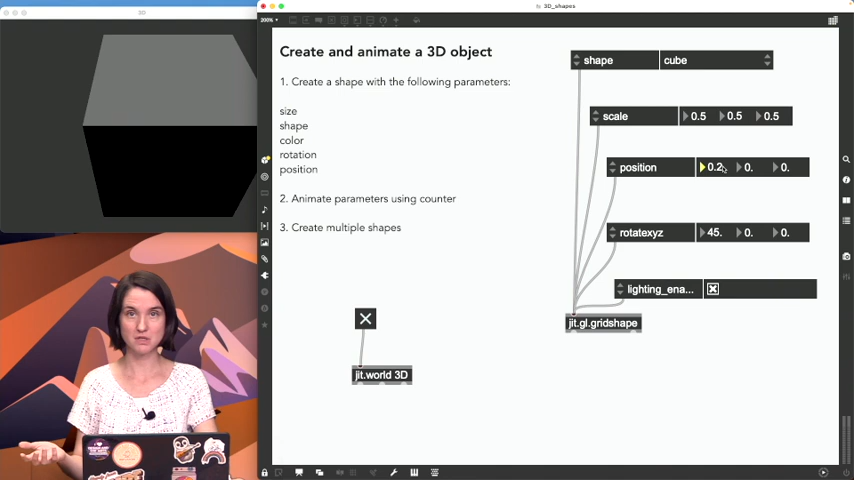 3D
3D_shapes
200%
Create and animate a 3D object
1. Create a shape with the following parameters:
size
shape
color
rotation
position
2. Animate parameters using counter
3. Create multiple shapes
shape cube
scale 0.5 0.5 0.5
position 0.2 0. 0.
rotatexyz 45. 0. 0.
lighting_ena...
jit.gl.gridshape
jit.world 3D